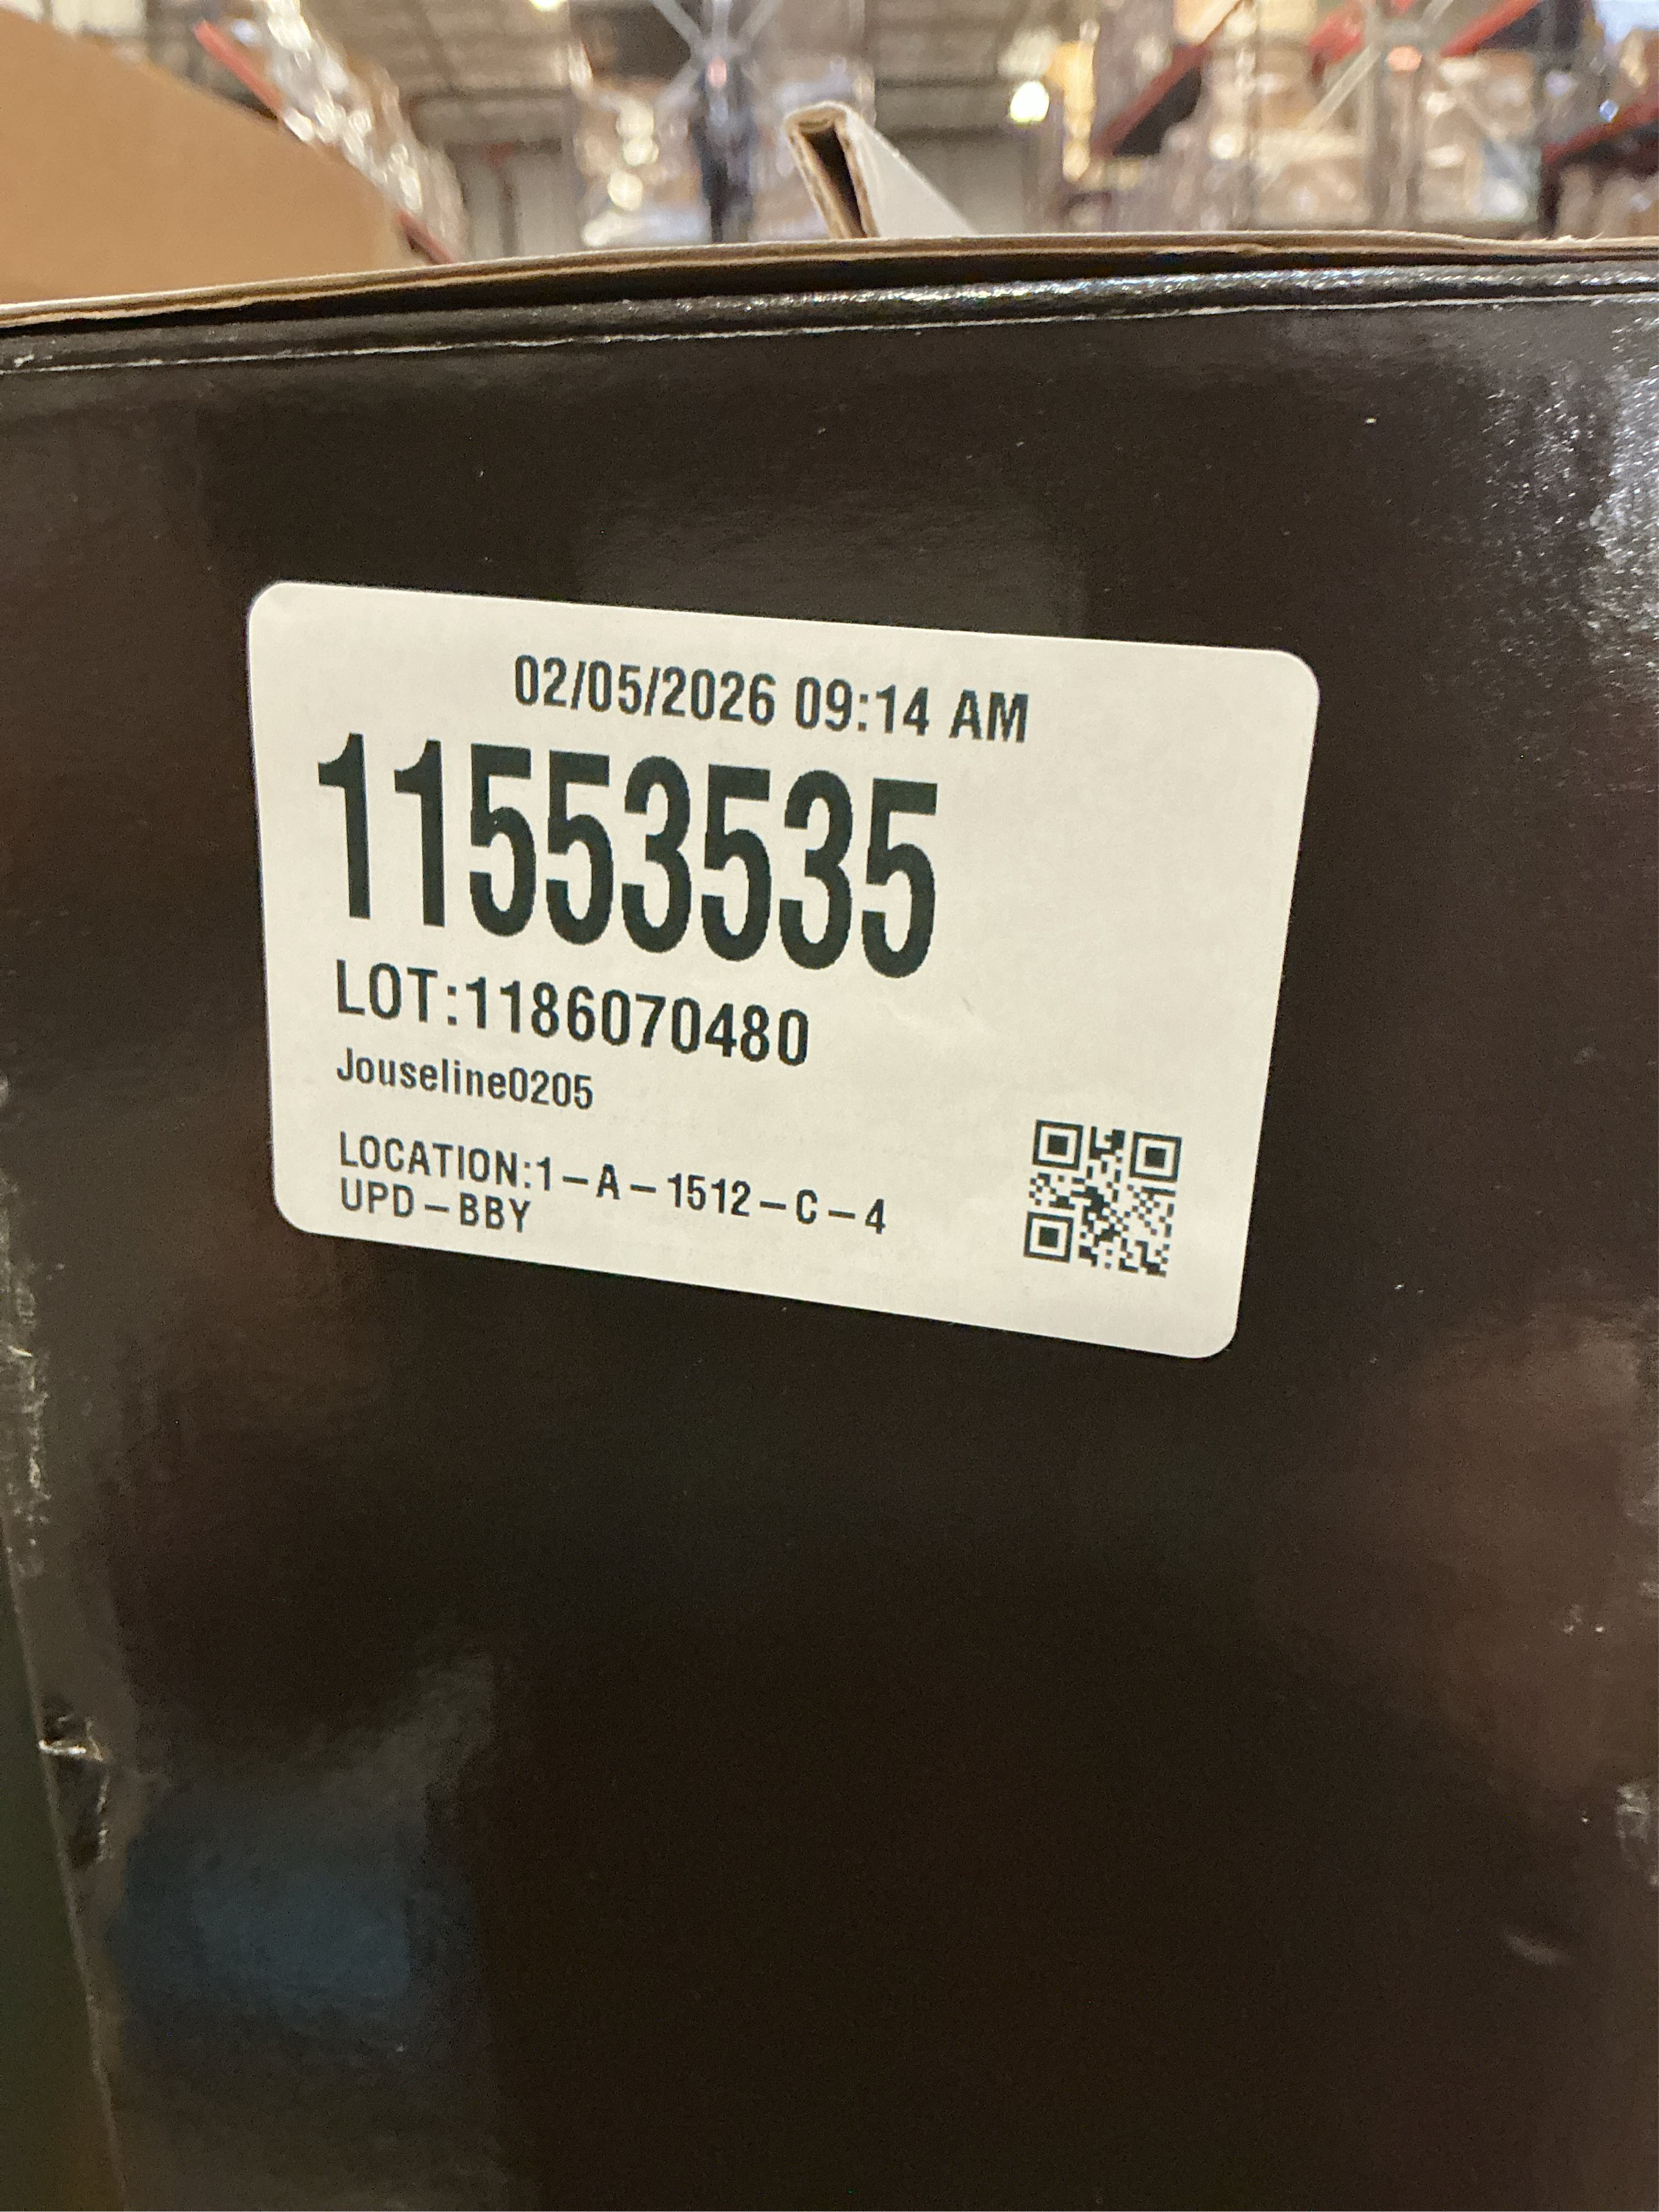 02/05/2026 09:14 AM
11553535
LOT:1186070480
Jouseline0205
LOCATION:1-A-1512-C-4
UPD-BBY